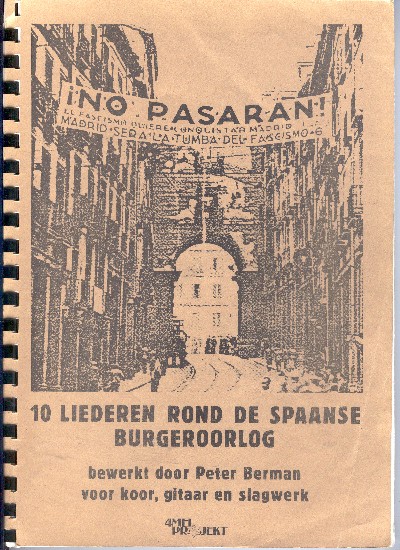 ¡NO PASARAN!
EL FASCISMO QUIERE CONQUISTAR MADRID
MADRID SERA LA TUMBA DEL FASCISMO
10 LIEDEREN ROND DE SPAANSE
BURGEROORLOG
bewerkt door Peter Berman
voor koor, gitaar en slagwerk
4MEI
PROJEKT